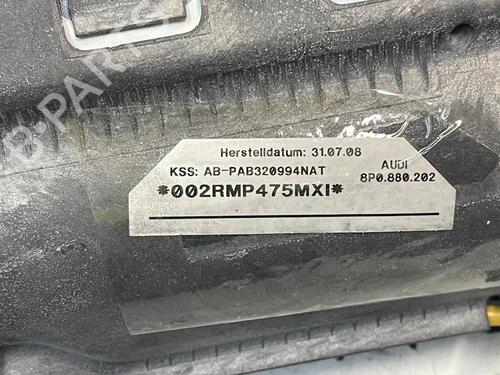 B-PARTS
Herstelldatum: 31.07.08
KSS: AB-PAB320994NAT
AUDI
8P0.880.202
*002RMP475MXI*